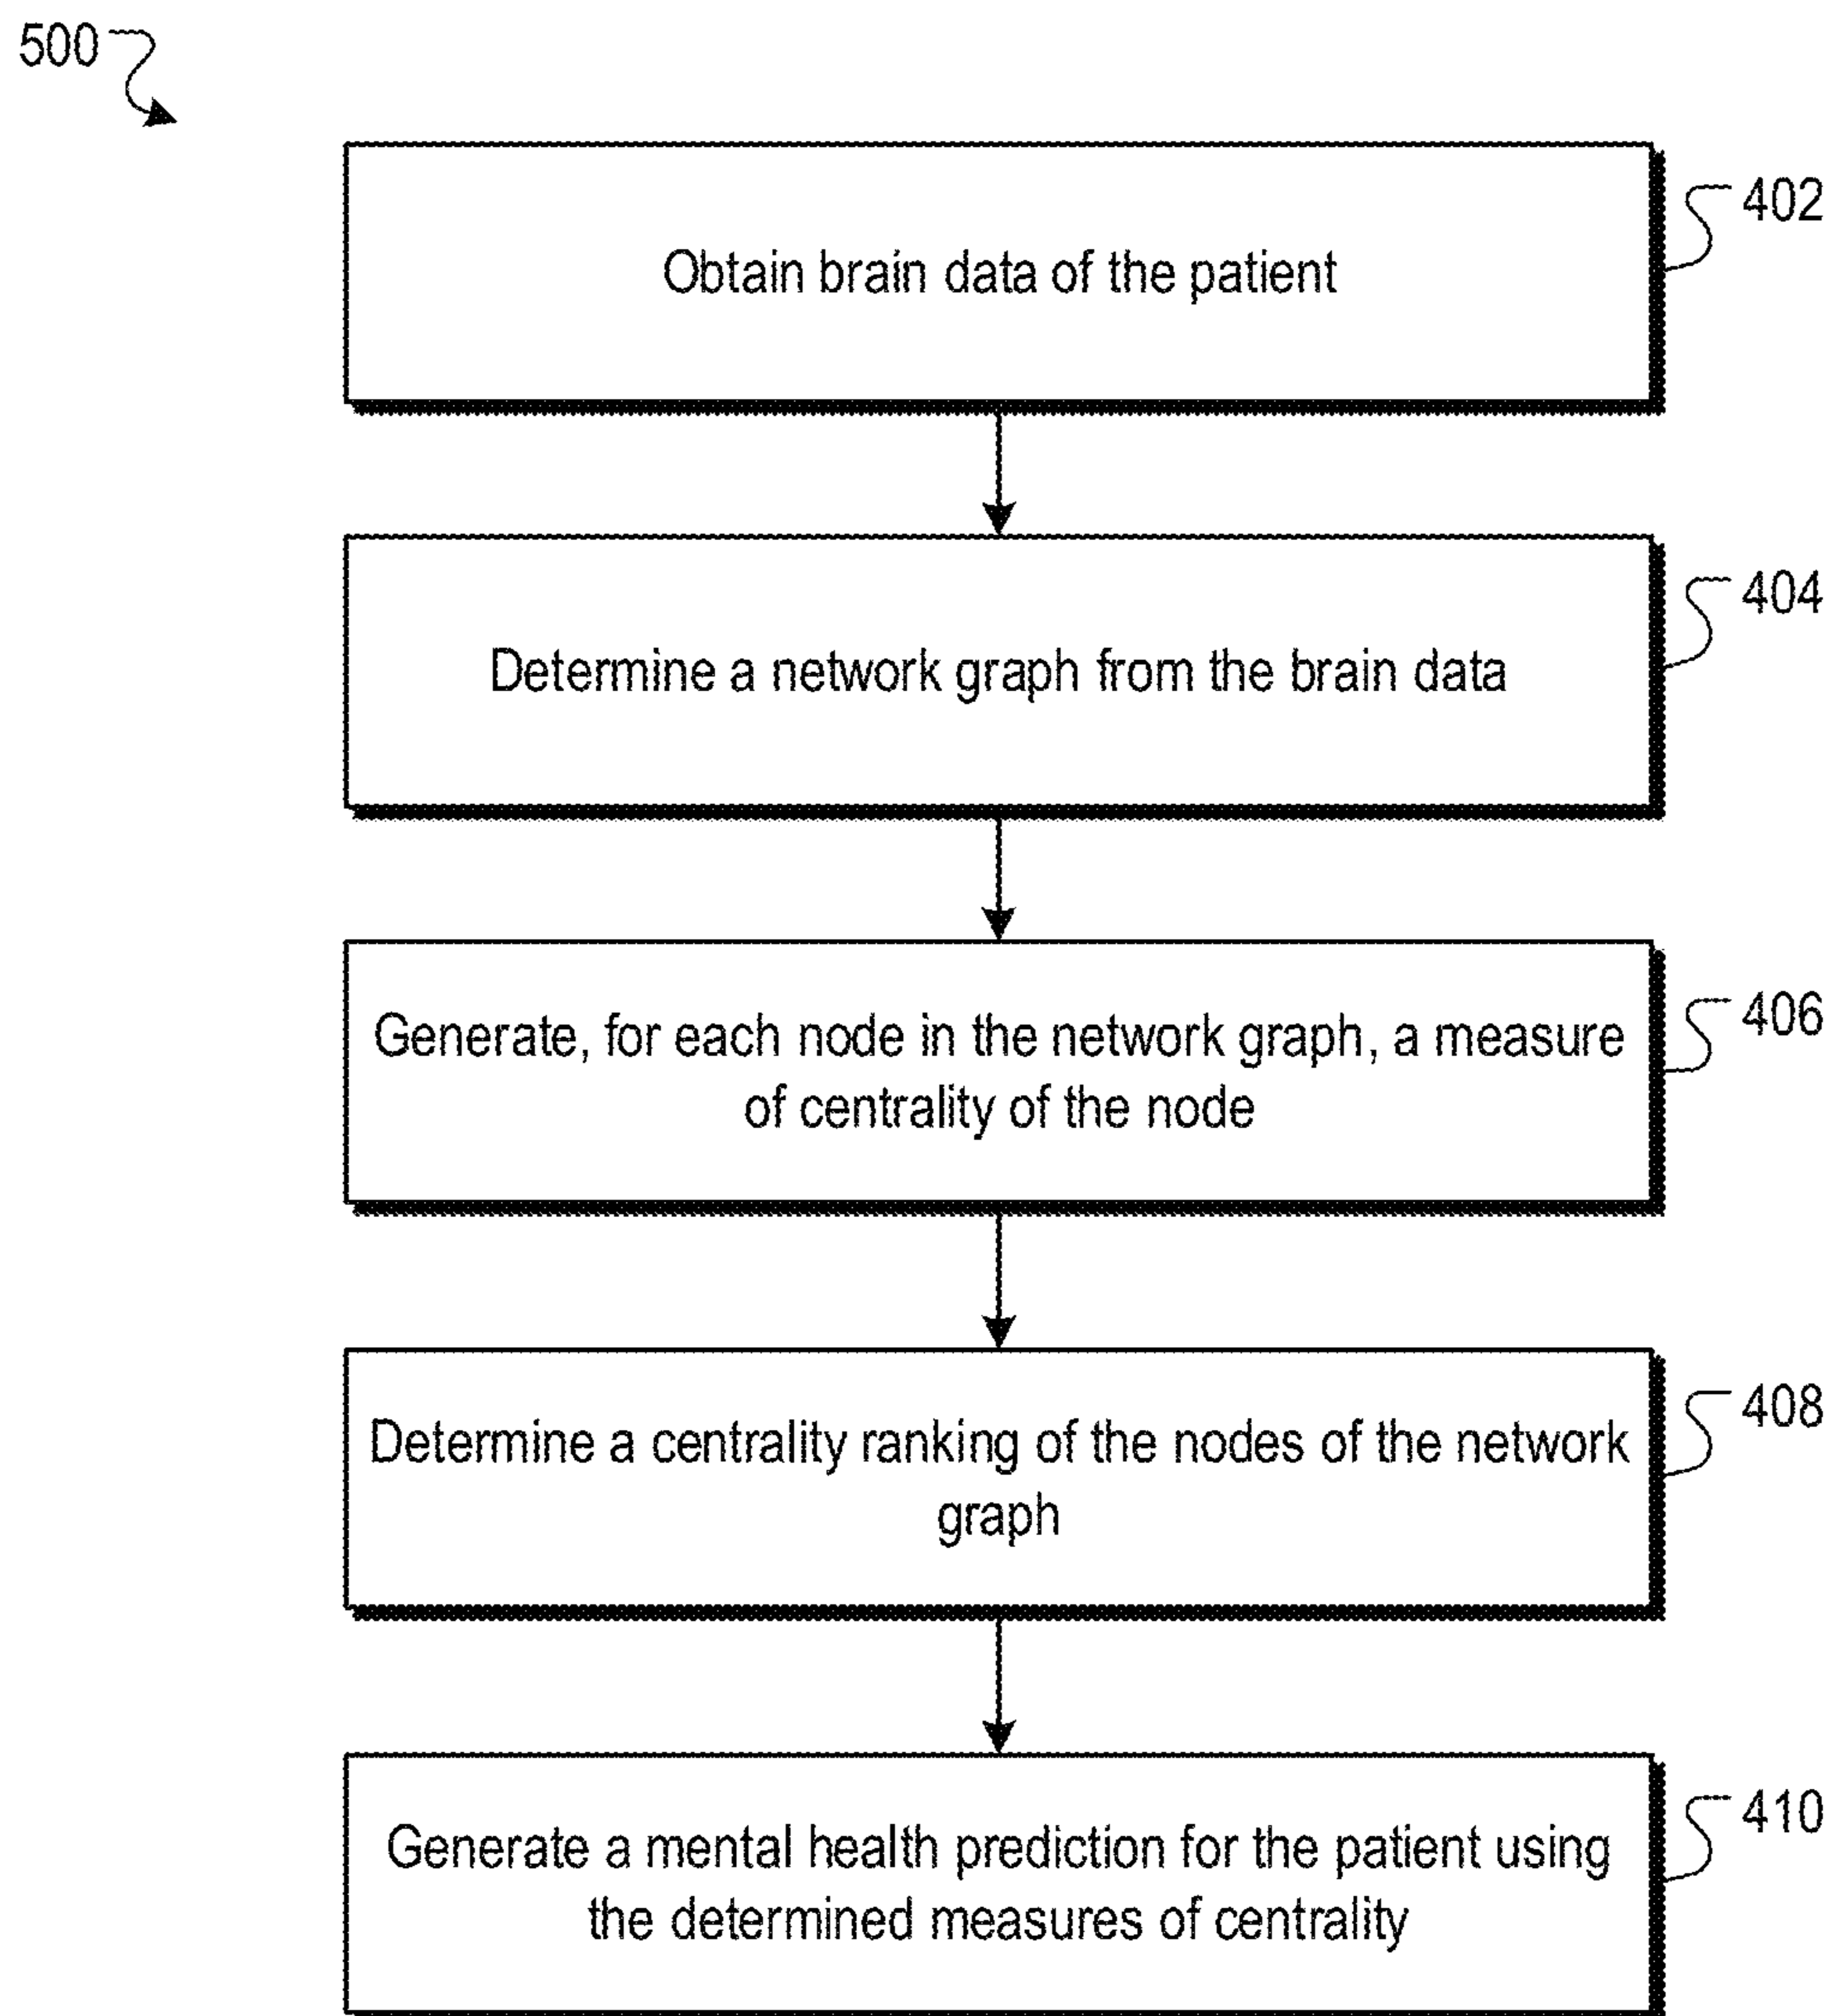 500
402
Obtain brain data of the patient
404
Determine a network graph from the brain data
406
Generate, for each node in the network graph, a measure
of centrality of the node
408
Determine a centrality ranking of the nodes of the network
graph
410
Generate a mental health prediction for the patient using
the determined measures of centrality